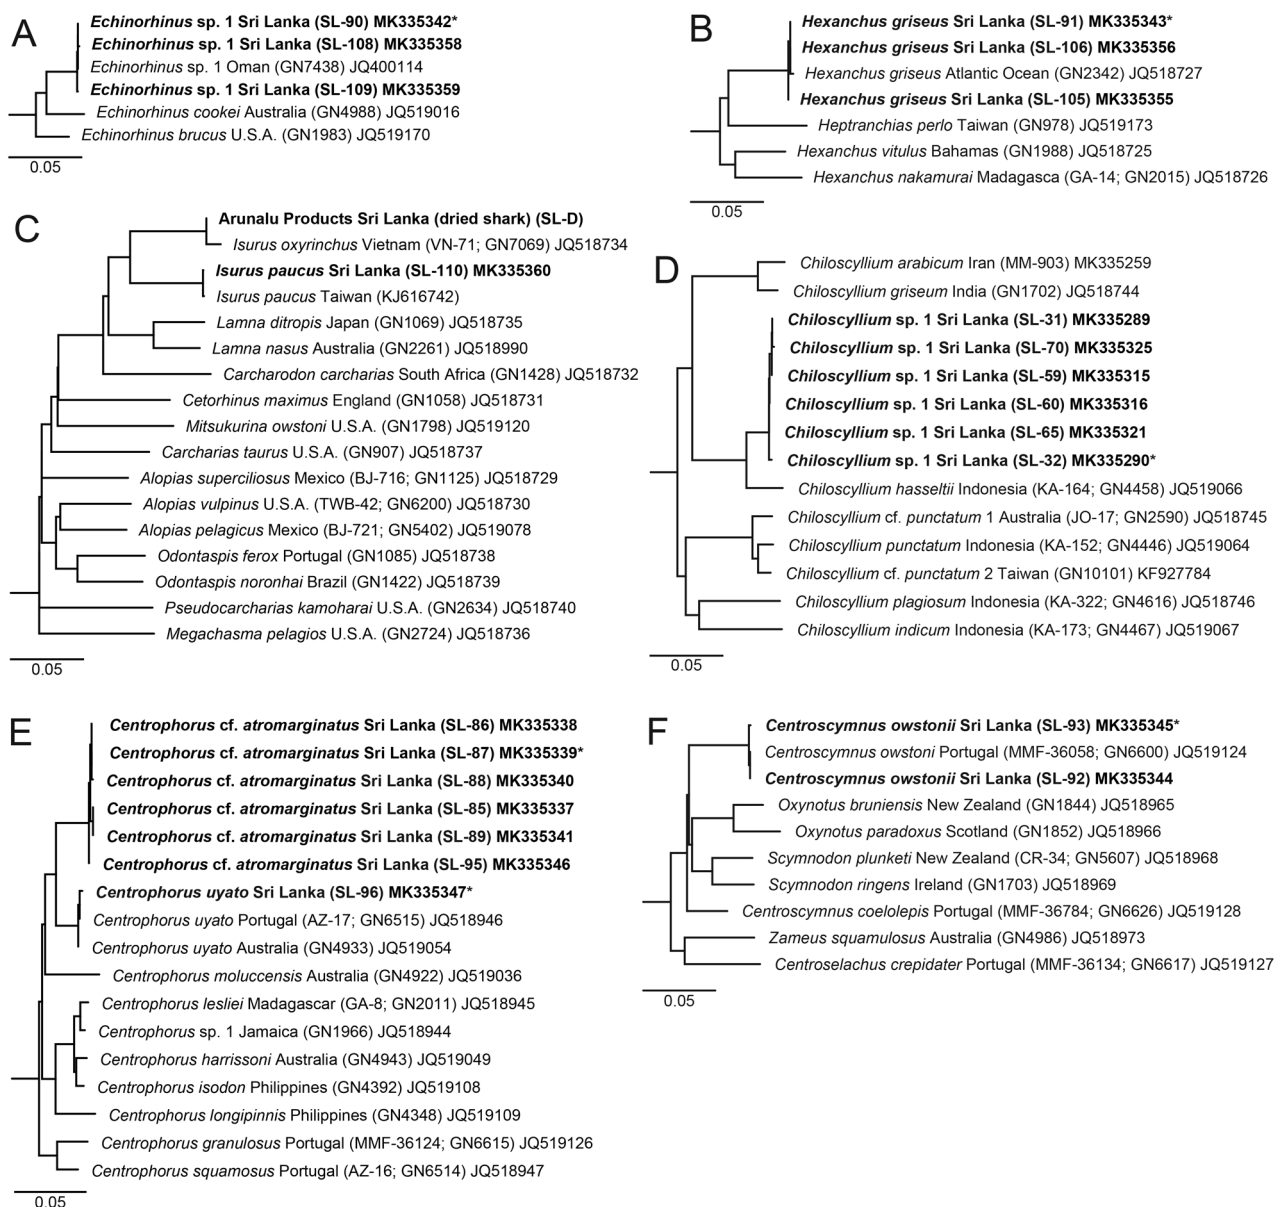 A
Echinorhinus sp. 1 Sri Lanka (SL-90) MK335342*
Echinorhinus sp. 1 Sri Lanka (SL-108) MK335358
Echinorhinus sp. 1 Oman (GN7438) JQ400114
Echinorhinus sp. 1 Sri Lanka (SL-109) MK335359
Echinorhinus cookei Australia (GN4988) JQ519016
Echinorhinus brucus U.S.A. (GN1983) JQ519170
0.05
B
Hexanchus griseus Sri Lanka (SL-91) MK335343*
Hexanchus griseus Sri Lanka (SL-106) MK335356
Hexanchus griseus Atlantic Ocean (GN2342) JQ518727
Hexanchus griseus Sri Lanka (SL-105) MK335355
Heptranchias perlo Taiwan (GN978) JQ519173
Hexanchus vitulus Bahamas (GN1988) JQ518725
Hexanchus nakamurai Madagasca (GA-14; GN2015) JQ518726
0.05
C
Arunalu Products Sri Lanka (dried shark) (SL-D)
Isurus oxyrinchus Vietnam (VN-71; GN7069) JQ518734
Isurus paucus Sri Lanka (SL-110) MK335360
Isurus paucus Taiwan (KJ616742)
Lamna ditropis Japan (GN1069) JQ518735
Lamna nasus Australia (GN2261) JQ518990
Carcharodon carcharias South Africa (GN1428) JQ518732
Cetorhinus maximus England (GN1058) JQ518731
Mitsukurina owstoni U.S.A. (GN1798) JQ519120
Carcharias taurus U.S.A. (GN907) JQ518737
Alopias superciliosus Mexico (BJ-716; GN1125) JQ518729
Alopias vulpinus U.S.A. (TWB-42; GN6200) JQ518730
Alopias pelagicus Mexico (BJ-721; GN5402) JQ519078
Odontaspis ferox Portugal (GN1085) JQ518738
Odontaspis noronhai Brazil (GN1422) JQ518739
Pseudocarcharias kamoharai U.S.A. (GN2634) JQ518740
Megachasma pelagios U.S.A. (GN2724) JQ518736
0.05
D
Chiloscyllium arabicum Iran (MM-903) MK335259
Chiloscyllium griseum India (GN1702) JQ518744
Chiloscyllium sp. 1 Sri Lanka (SL-31) MK335289
Chiloscyllium sp. 1 Sri Lanka (SL-70) MK335325
Chiloscyllium sp. 1 Sri Lanka (SL-59) MK335315
Chiloscyllium sp. 1 Sri Lanka (SL-60) MK335316
Chiloscyllium sp. 1 Sri Lanka (SL-65) MK335321
Chiloscyllium sp. 1 Sri Lanka (SL-32) MK335290*
Chiloscyllium hasseltii Indonesia (KA-164; GN4458) JQ519066
Chiloscyllium cf. punctatum 1 Australia (JO-17; GN2590) JQ518745
Chiloscyllium punctatum Indonesia (KA-152; GN4446) JQ519064
Chiloscyllium cf. punctatum 2 Taiwan (GN10101) KF927784
Chiloscyllium plagiosum Indonesia (KA-322; GN4616) JQ518746
Chiloscyllium indicum Indonesia (KA-173; GN4467) JQ519067
0.05
E
Centrophorus cf. atromarginatus Sri Lanka (SL-86) MK335338
Centrophorus cf. atromarginatus Sri Lanka (SL-87) MK335339*
Centrophorus cf. atromarginatus Sri Lanka (SL-88) MK335340
Centrophorus cf. atromarginatus Sri Lanka (SL-85) MK335337
Centrophorus cf. atromarginatus Sri Lanka (SL-89) MK335341
Centrophorus cf. atromarginatus Sri Lanka (SL-95) MK335346
Centrophorus uyato Sri Lanka (SL-96) MK335347*
Centrophorus uyato Portugal (AZ-17; GN6515) JQ518946
Centrophorus uyato Australia (GN4933) JQ519054
Centrophorus moluccensis Australia (GN4922) JQ519036
Centrophorus lesliei Madagascar (GA-8; GN2011) JQ518945
Centrophorus sp. 1 Jamaica (GN1966) JQ518944
Centrophorus harrissoni Australia (GN4943) JQ519049
Centrophorus isodon Philippines (GN4392) JQ519108
Centrophorus longipinnis Philippines (GN4348) JQ519109
Centrophorus granulosus Portugal (MMF-36124; GN6615) JQ519126
Centrophorus squamosus Portugal (AZ-16; GN6514) JQ518947
0.05
F
Centroscymnus owstonii Sri Lanka (SL-93) MK335345*
Centroscymnus owstoni Portugal (MMF-36058; GN6600) JQ519124
Centroscymnus owstonii Sri Lanka (SL-92) MK335344
Oxynotus bruniensis New Zealand (GN1844) JQ518965
Oxynotus paradoxus Scotland (GN1852) JQ518966
Scymnodon plunketi New Zealand (CR-34; GN5607) JQ518968
Scymnodon ringens Ireland (GN1703) JQ518969
Centroscymnus coelolepis Portugal (MMF-36784; GN6626) JQ519128
Zameus squamulosus Australia (GN4986) JQ518973
Centroselachus crepidater Portugal (MMF-36134; GN6617) JQ519127
0.05